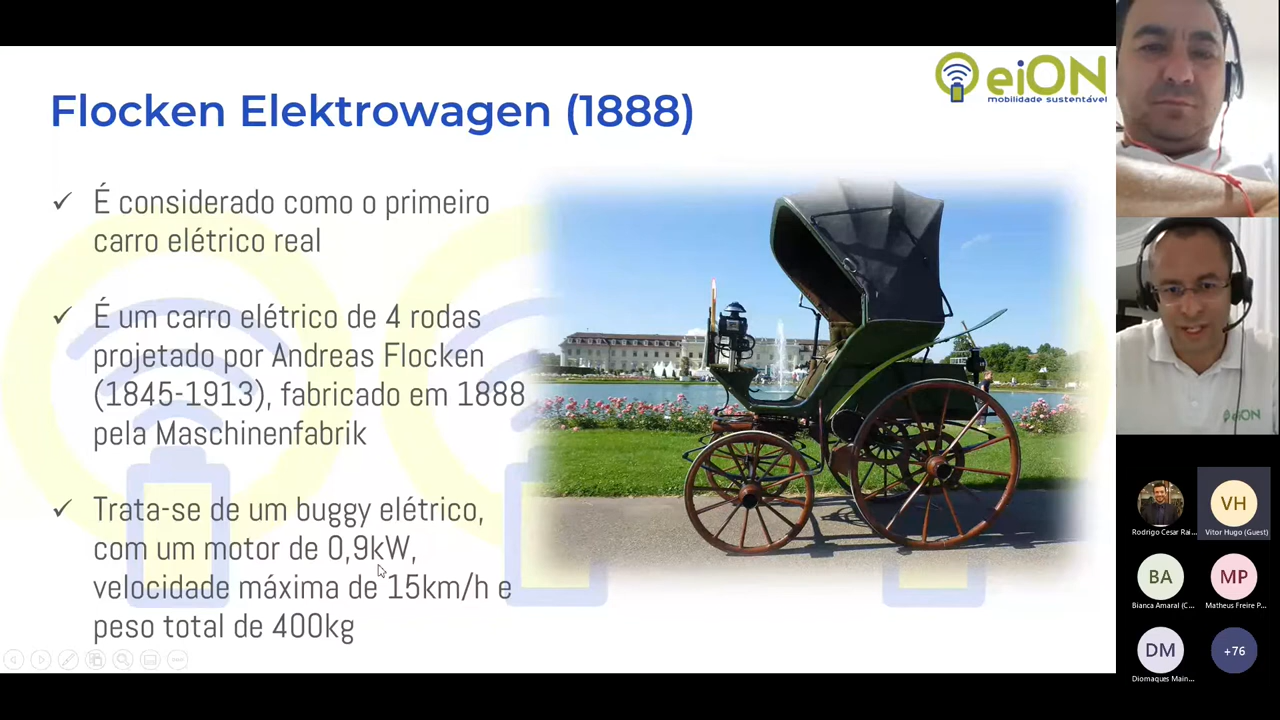 eiON
mobilidade sustentável
Flocken Elektrowagen (1888)
✓ É considerado como o primeiro
carro elétrico real
✓ É um carro elétrico de 4 rodas
projetado por Andreas Flocken
(1845-1913), fabricado em 1888
pela Maschinenfabrik
✓ Trata-se de um buggy elétrico,
com um motor de 0,9kW,
velocidade máxima de 15km/h e
peso total de 400kg
eiON
Rodrigo Cesar Rai...
VH
Vitor Hugo (Guest)
BA
Bianca Amaral (C...
MP
Matheus Freire P...
DM
Diomaques Main...
+76